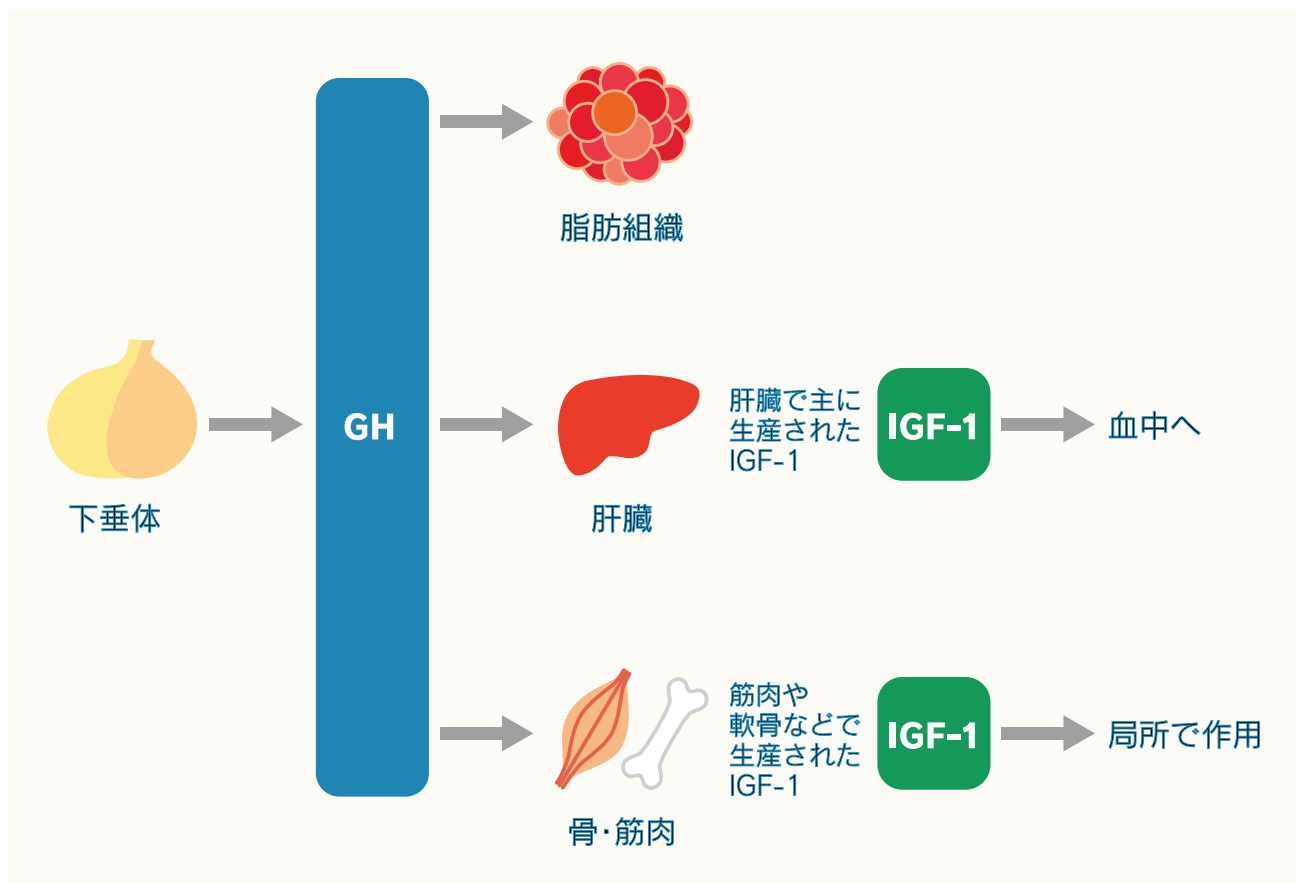 脂肪組織
下垂体
GH
肝臓
肝臓で主に
生産された
IGF-1
IGF-1
血中へ
骨・筋肉
筋肉や
軟骨などで
生産された
IGF-1
IGF-1
局所で作用